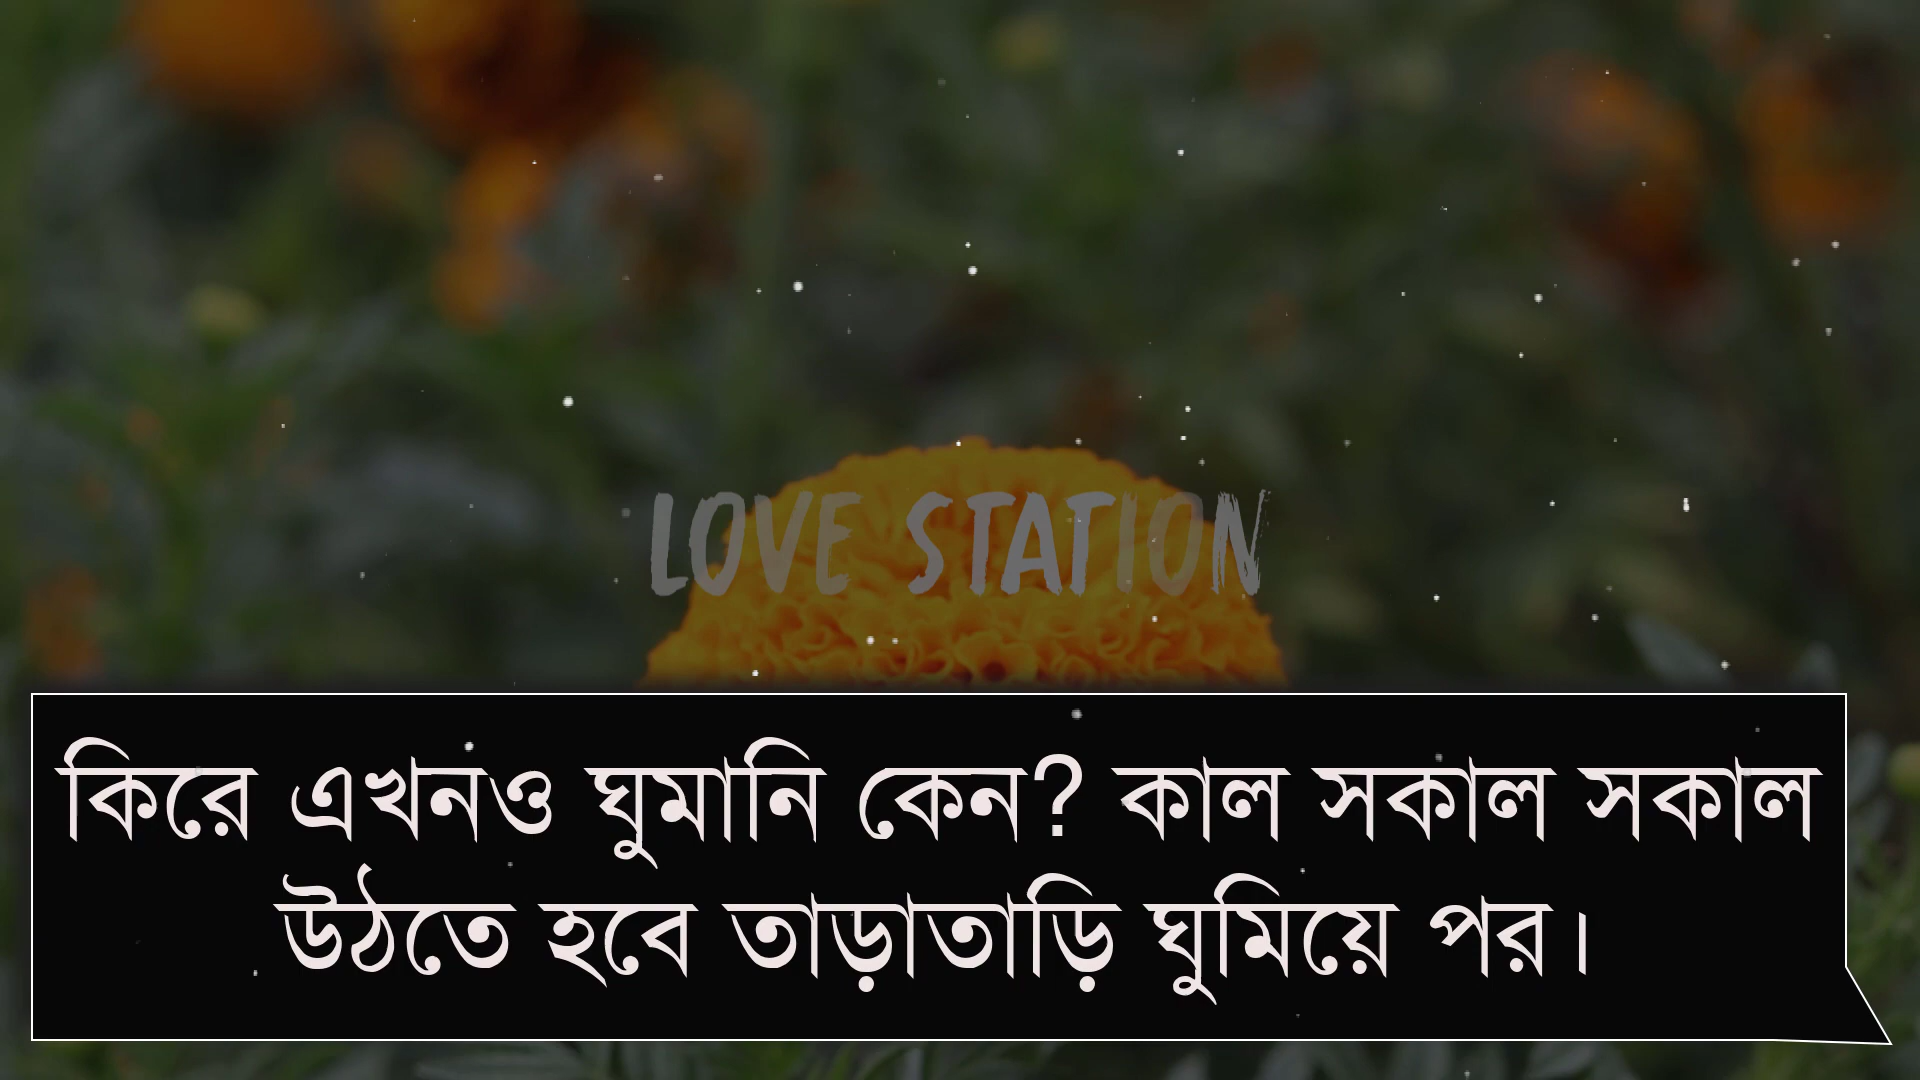 LOVE STATION
কিরে এখনও ঘুমানি কেন? কাল সকাল সকাল
উঠতে হবে তাড়াতাড়ি ঘুমিয়ে পর।